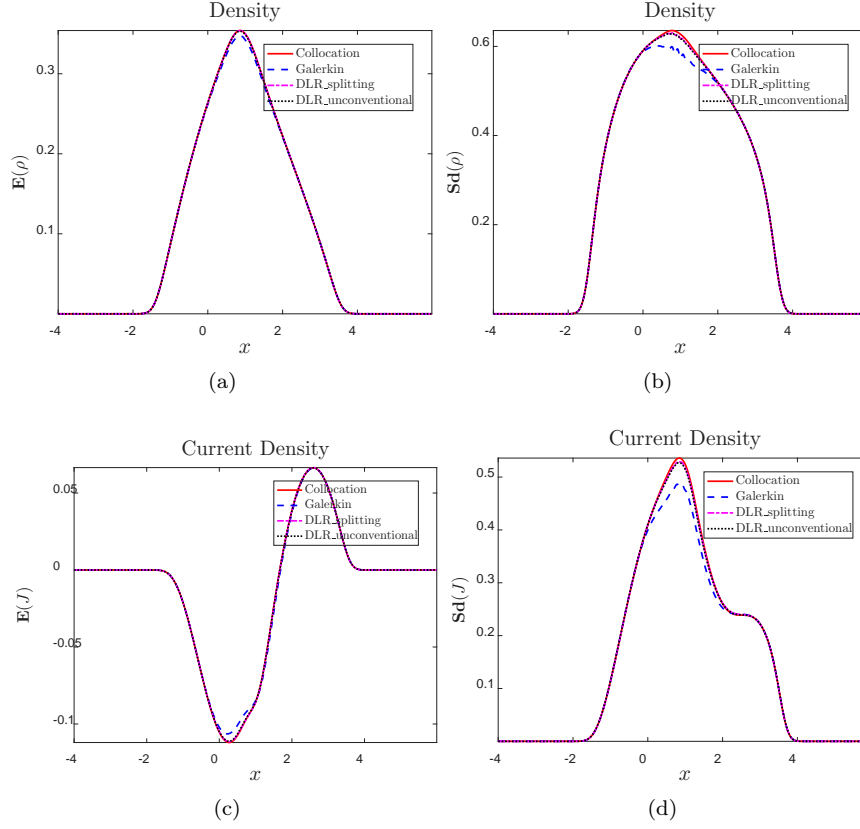 Density
Collocation
Galerkin
DLR_splitting
DLR_unconventional
0.3
0.2
0.1
E(ρ)
-4
-2
0
2
4
x
(a)
Density
Collocation
Galerkin
DLR_splitting
DLR_unconventional
0.6
0.4
0.2
Sd(ρ)
-4
-2
0
2
4
x
(b)
Current Density
Collocation
Galerkin
DLR_splitting
DLR_unconventional
0.05
0
-0.05
-0.1
E(J)
-4
-2
0
2
4
x
(c)
Current Density
Collocation
Galerkin
DLR_splitting
DLR_unconventional
0.5
0.4
0.3
0.2
0.1
Sd(J)
-4
-2
0
2
4
x
(d)